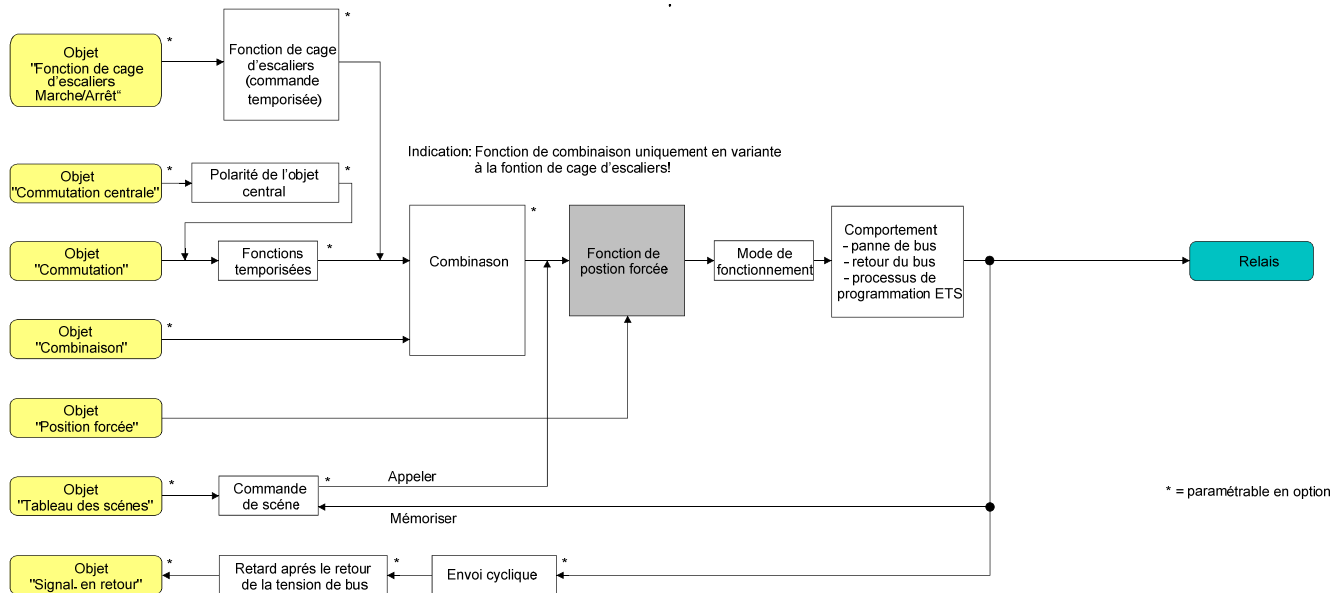 Objet
"Fonction de cage
d'escaliers
Marche/Arrêt“
*
Fonction de cage
d'escaliers
(commande
temporisée)
*
Indication: Fonction de combinaison uniquement en variante
à la fontion de cage d'escaliers!
Objet
"Commutation centrale"
*
Polarité de l'objet
central
*
Objet
"Commutation"
*
Fonctions
temporisées
*
Combinason
*
Fonction de
postion forcée
Mode de
fonctionnement
Comportement
- panne de bus
- retour du bus
- processus de
programmation ETS
Relais
Objet
"Combinaison"
*
Objet
"Position forcée"
Objet
"Tableau des scénes"
*
Commande
de scéne
*
Appeler
Mémoriser
* = paramétrable en option
Objet
"Signal- en retour"
*
Retard aprés le retour
de la tension de bus
*
Envoi cyclique
*